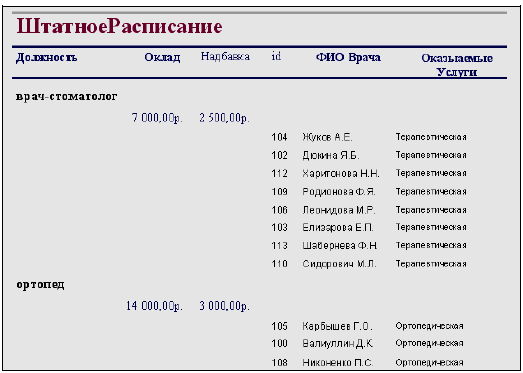 ШтатноеРасписание
Должность Оклад Надбавка id ФИО Врача Оказыаемые
Услуги
врач-стоматолог
7 000,00р. 2 500,00р.
104 Жуков А.Е. Терапевтическая
102 Дюкина Я.Б. Терапевтическая
112 Харитонова Н.Н. Терапевтическая
109 Родионова Ф.Я. Терапевтическая
106 Леонидова М.Р. Терапевтическая
103 Елизарова Е.П. Терапевтическая
113 Шабернева Ф.Н. Терапевтическая
110 Сидорович М.Л. Терапевтическая
ортопед
14 000,00р. 3 000,00р.
105 Карбышев Г.О. Ортопедическая
100 Валиуллин Д.К. Ортопедическая
108 Никоненко П.С. Ортопедическая